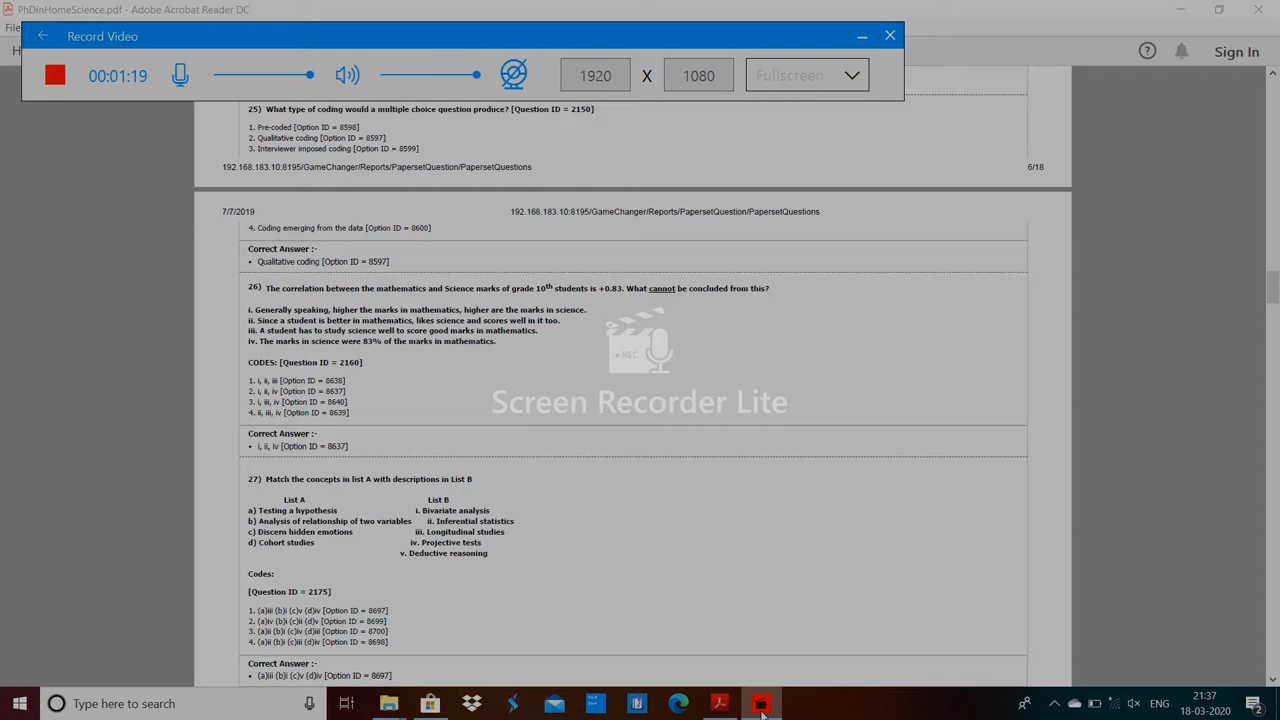 PhDinHomeScience.pdf - Adobe Acrobat Reader DC
Record Video
00:01:19
1920 X 1080 Fullscreen
Sign In
25) What type of coding would a multiple choice question produce? [Question ID = 2150]
1. Pre-coded [Option ID = 8598]
2. Qualitative coding [Option ID = 8597]
3. Interviewer imposed coding [Option ID = 8599]
192.168.183.10:8195/GameChanger/Reports/PapersetQuestion/PapersetQuestions 6/18
7/7/2019 192.168.183.10:8195/GameChanger/Reports/PapersetQuestion/PapersetQuestions
4. Coding emerging from the data [Option ID = 8600]
Correct Answer :-
• Qualitative coding [Option ID = 8597]
26) The correlation between the mathematics and Science marks of grade 10th students is +0.83. What cannot be concluded from this?
i. Generally speaking, higher the marks in mathematics, higher are the marks in science.
ii. Since a student is better in mathematics, likes science and scores well in it too.
iii. A student has to study science well to score good marks in mathematics.
iv. The marks in science were 83% of the marks in mathematics.
REC
CODES: [Question ID = 2160]
1. i, ii, iii [Option ID = 8638]
2. i, ii, iv [Option ID = 8637]
3. i, iii, iv [Option ID = 8640]
4. ii, iii, iv [Option ID = 8639]
Screen Recorder Lite
Correct Answer :-
• i, ii, iv [Option ID = 8637]
27) Match the concepts in list A with descriptions in List B
List A List B
a) Testing a hypothesis i. Bivariate analysis
b) Analysis of relationship of two variables ii. Inferential statistics
c) Discern hidden emotions iii. Longitudinal studies
d) Cohort studies iv. Projective tests
v. Deductive reasoning
Codes:
[Question ID = 2175]
1. (a)iii (b)i (c)v (d)iv [Option ID = 8697]
2. (a)iv (b)i (c)ii (d)v [Option ID = 8699]
3. (a)ii (b)i (c)iv (d)iii [Option ID = 8700]
4. (a)ii (b)i (c)iii (d)iv [Option ID = 8698]
Correct Answer :-
• (a)iii (b)i (c)v (d)iv [Option ID = 8697]
Type here to search
ENG
21:37
18-03-2020
2